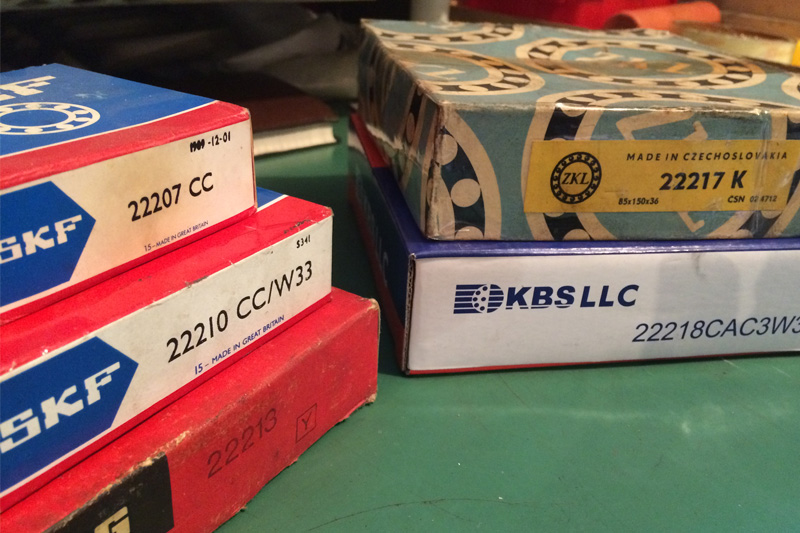 1989-12-01
22207 CC
SKF
15 - MADE IN GREAT BRITAIN
S341
22210 CC/W33
15 - MADE IN GREAT BRITAIN
SKF
22213 Y
G
ZKL
MADE IN CZECHOSLOVAKIA
22217 K
85x150x36
KBS LLC
22218CAC3W3